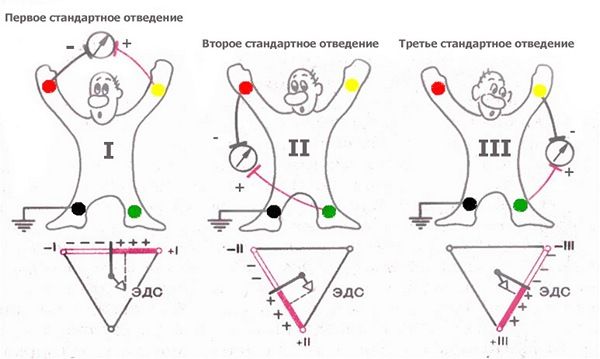 Первое стандартное отведение
Второе стандартное отведение
Третье стандартное отведение
- +
I
- +
II
- +
III
–I - - - - + + + +I
ЭДС
–II
- - - + + + +
ЭДС
+II
–III
- - - + + + +
ЭДС
+III